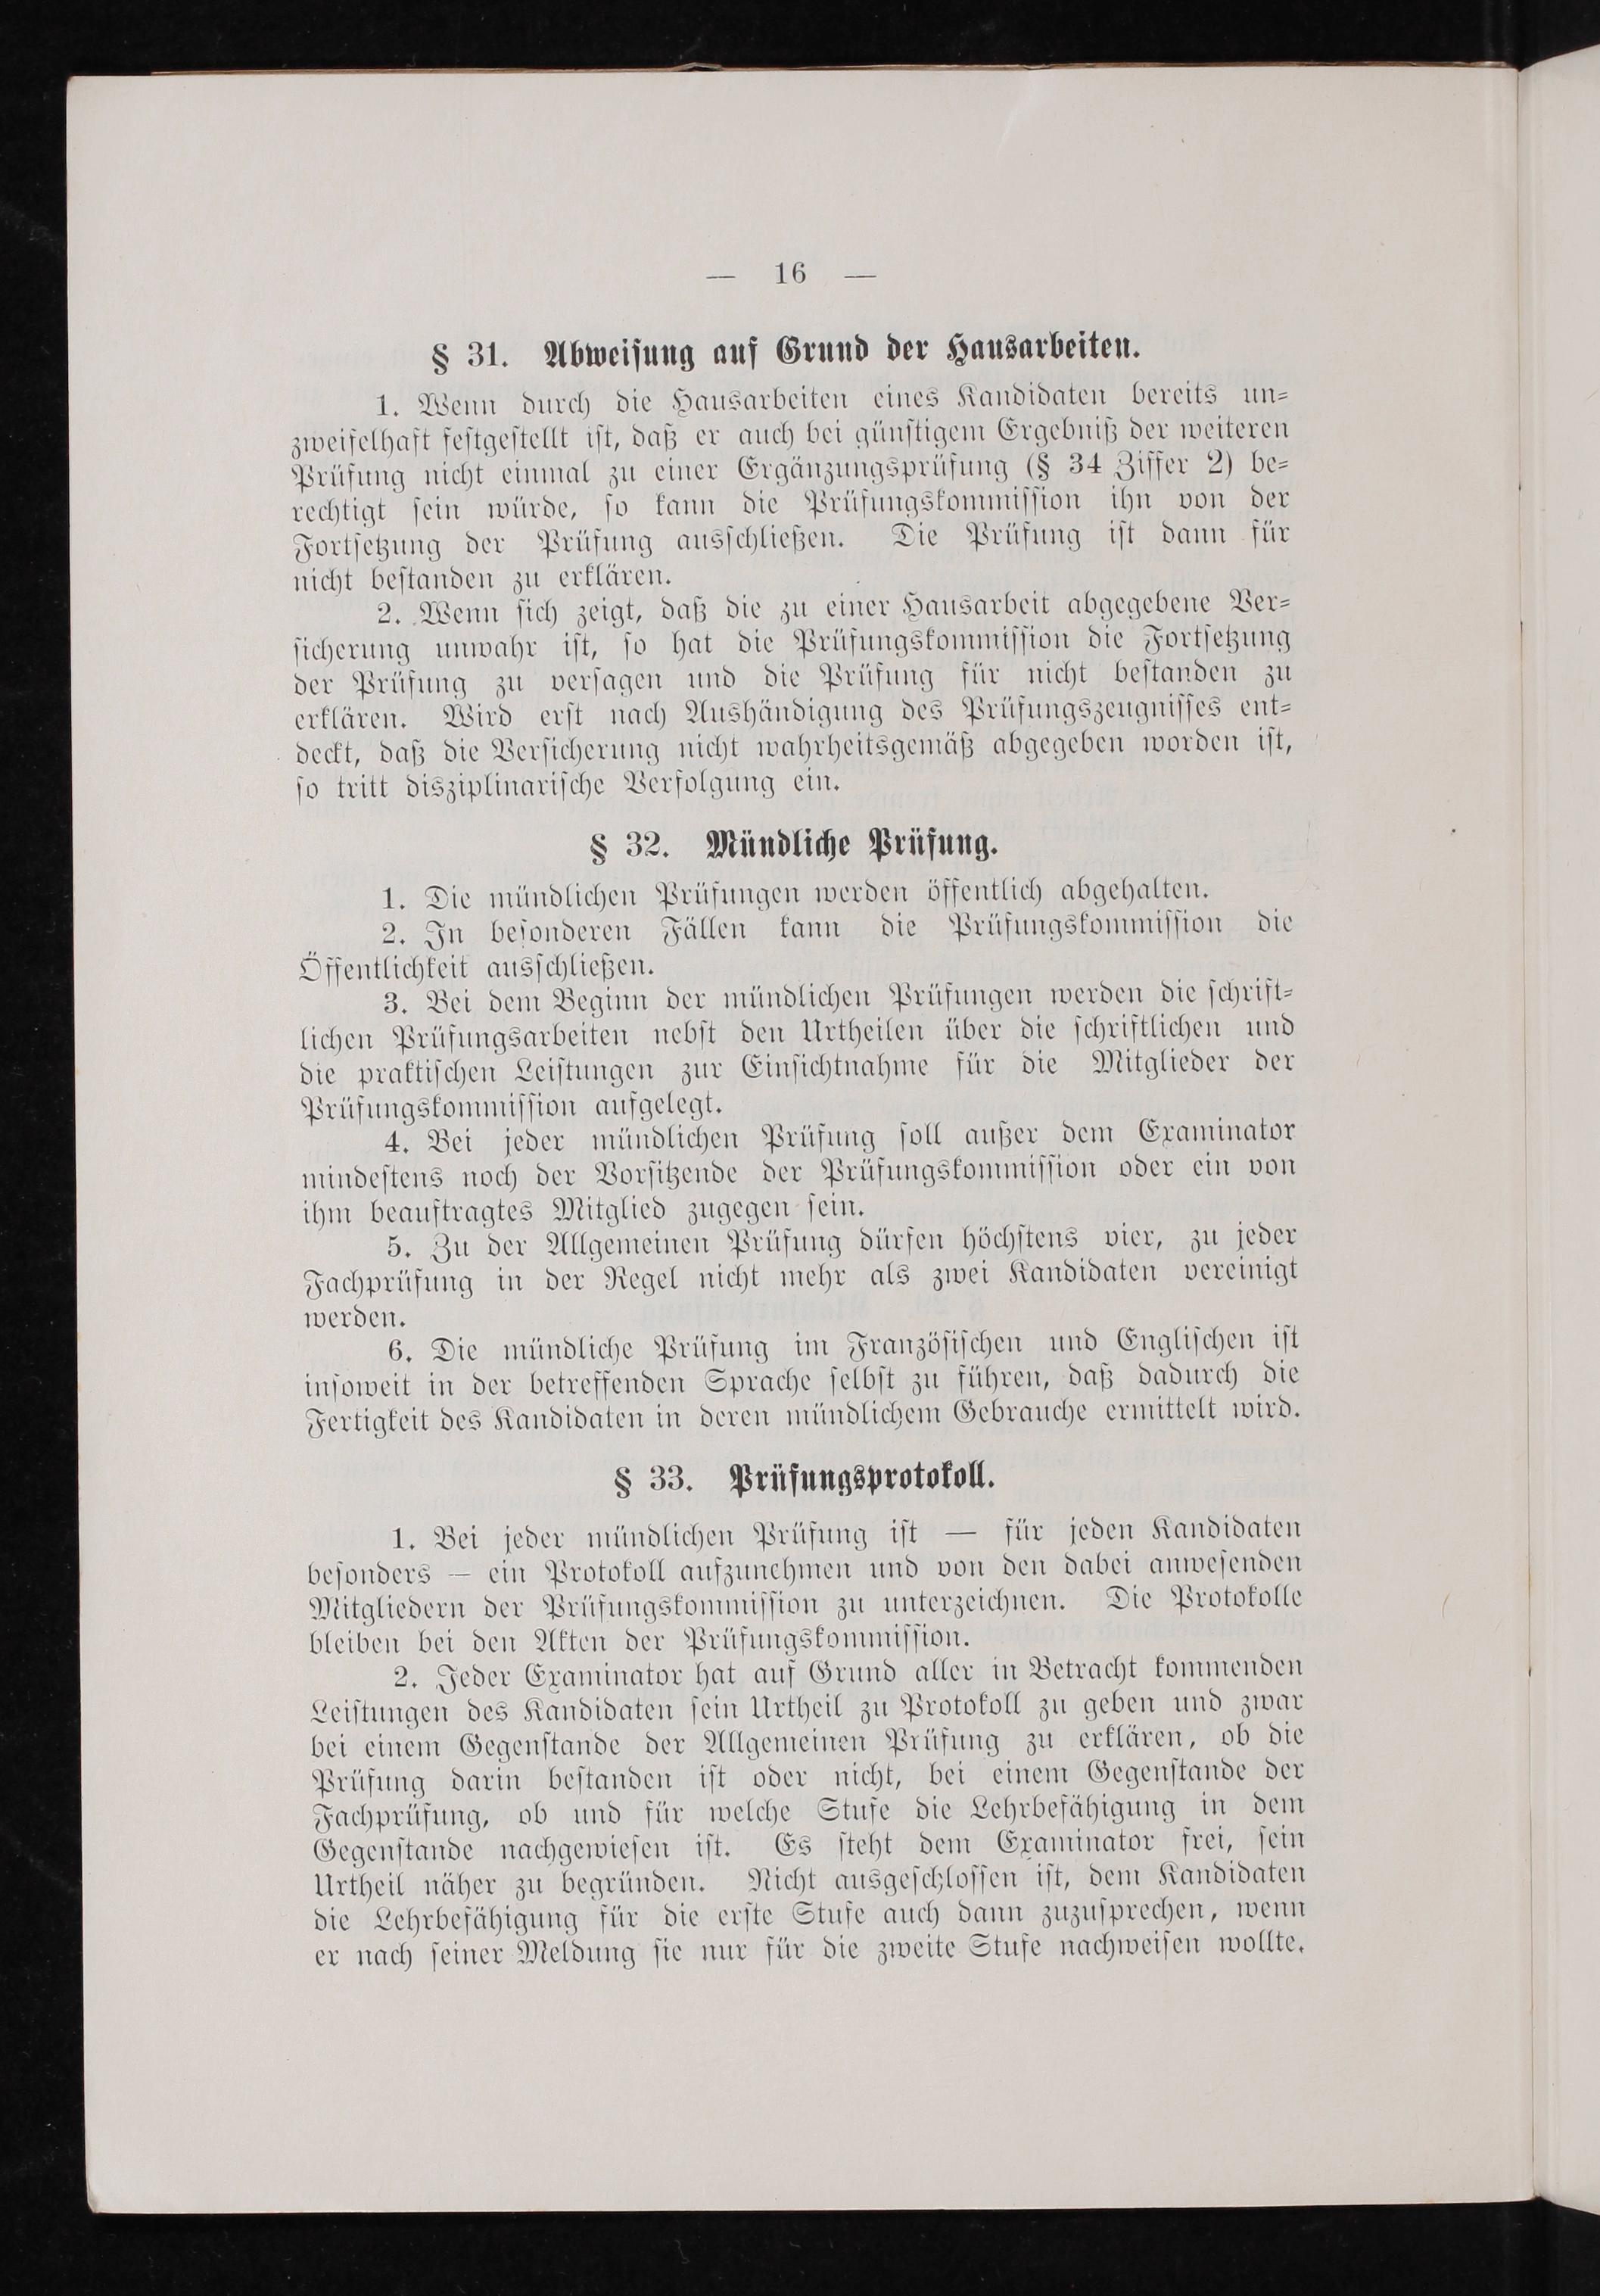 — 16 —
§ 31. Abweisung auf Grund der Hausarbeiten.
1. Wenn durch die Hausarbeiten eines Kandidaten bereits un-
zweifelhaft festgestellt ist, daß er auch bei günstigem Ergebniß der weiteren
Prüfung nicht einmal zu einer Ergänzungsprüfung (§ 34 Ziffer 2) be-
rechtigt sein würde, so kann die Prüfungskommission ihn von der
Fortsetzung der Prüfung ausschließen. Die Prüfung ist dann für
nicht bestanden zu erklären.
2. Wenn sich zeigt, daß die zu einer Hausarbeit abgegebene Ver-
sicherung unwahr ist, so hat die Prüfungskommission die Fortsetzung
der Prüfung zu versagen und die Prüfung für nicht bestanden zu
erklären. Wird erst nach Aushändigung des Prüfungszeugnisses ent-
deckt, daß die Versicherung nicht wahrheitsgemäß abgegeben worden ist,
so tritt disziplinarische Verfolgung ein.
§ 32. Mündliche Prüfung.
1. Die mündlichen Prüfungen werden öffentlich abgehalten.
2. In besonderen Fällen kann die Prüfungskommission die
Öffentlichkeit ausschließen.
3. Bei dem Beginn der mündlichen Prüfungen werden die schrift-
lichen Prüfungsarbeiten nebst den Urtheilen über die schriftlichen und
die praktischen Leistungen zur Einsichtnahme für die Mitglieder der
Prüfungskommission aufgelegt.
4. Bei jeder mündlichen Prüfung soll außer dem Examinator
mindestens noch der Vorsitzende der Prüfungskommission oder ein von
ihm beauftragtes Mitglied zugegen sein.
5. Zu der Allgemeinen Prüfung dürfen höchstens vier, zu jeder
Fachprüfung in der Regel nicht mehr als zwei Kandidaten vereinigt
werden.
6. Die mündliche Prüfung im Französischen und Englischen ist
insoweit in der betreffenden Sprache selbst zu führen, daß dadurch die
Fertigkeit des Kandidaten in deren mündlichem Gebrauche ermittelt wird.
§ 33. Prüfungsprotokoll.
1. Bei jeder mündlichen Prüfung ist — für jeden Kandidaten
besonders — ein Protokoll aufzunehmen und von den dabei anwesenden
Mitgliedern der Prüfungskommission zu unterzeichnen. Die Protokolle
bleiben bei den Akten der Prüfungskommission.
2. Jeder Examinator hat auf Grund aller in Betracht kommenden
Leistungen des Kandidaten sein Urtheil zu Protokoll zu geben und zwar
bei einem Gegenstande der Allgemeinen Prüfung zu erklären, ob die
Prüfung darin bestanden ist oder nicht, bei einem Gegenstande der
Fachprüfung, ob und für welche Stufe die Lehrbefähigung in dem
Gegenstande nachgewiesen ist. Es steht dem Examinator frei, sein
Urtheil näher zu begründen. Nicht ausgeschlossen ist, dem Kandidaten
die Lehrbefähigung für die erste Stufe auch dann zuzusprechen, wenn
er nach seiner Meldung sie nur für die zweite Stufe nachweisen wollte.